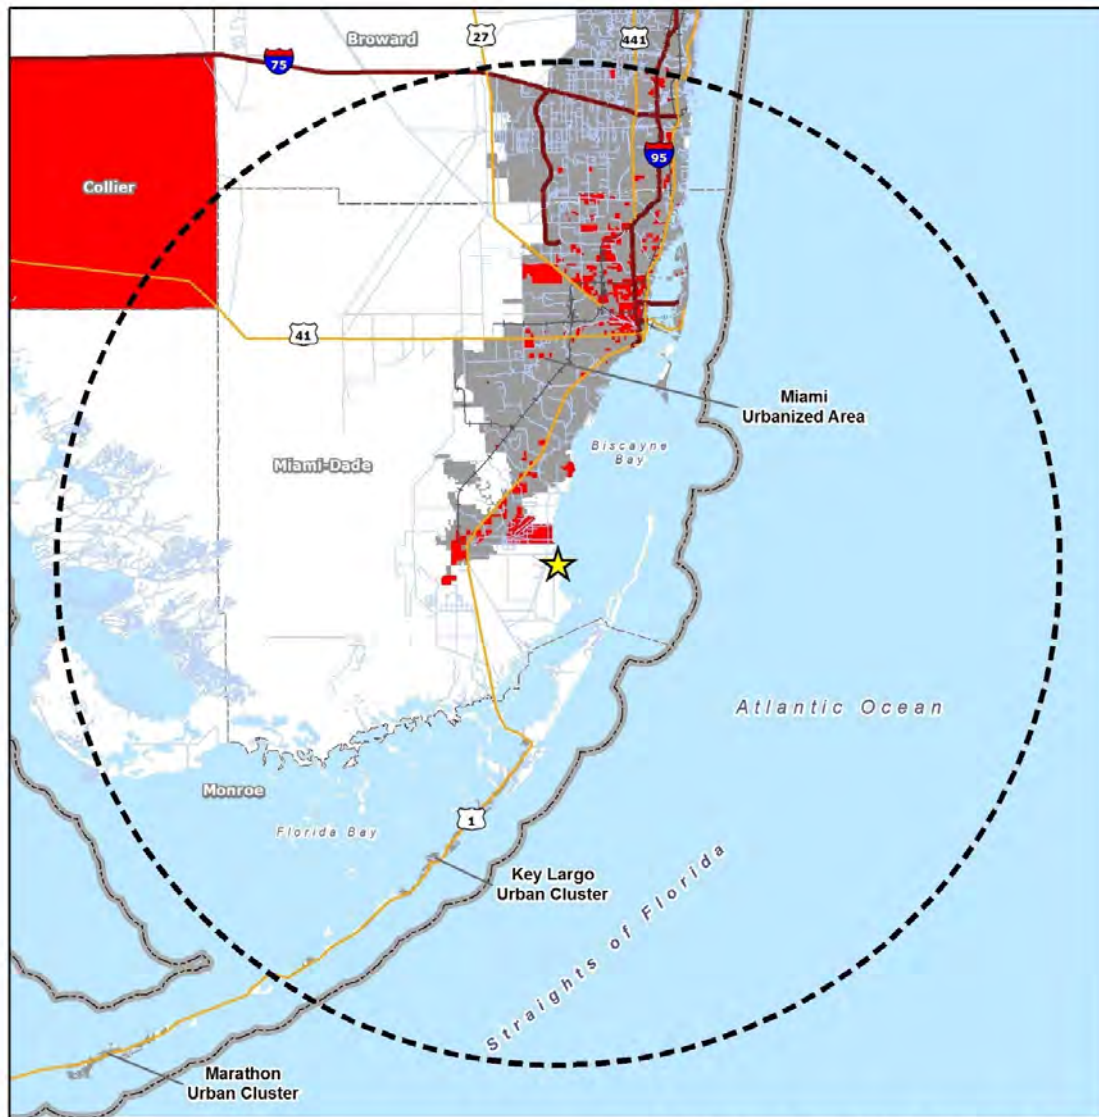 Broward
27
441
75
95
Collier
41
Miami
Urbanized Area
Biscayne
Bay
Miami-Dade
Atlantic Ocean
Monroe
1
Florida Bay
Key Largo
Urban Cluster
Straights of Florida
Marathon
Urban Cluster